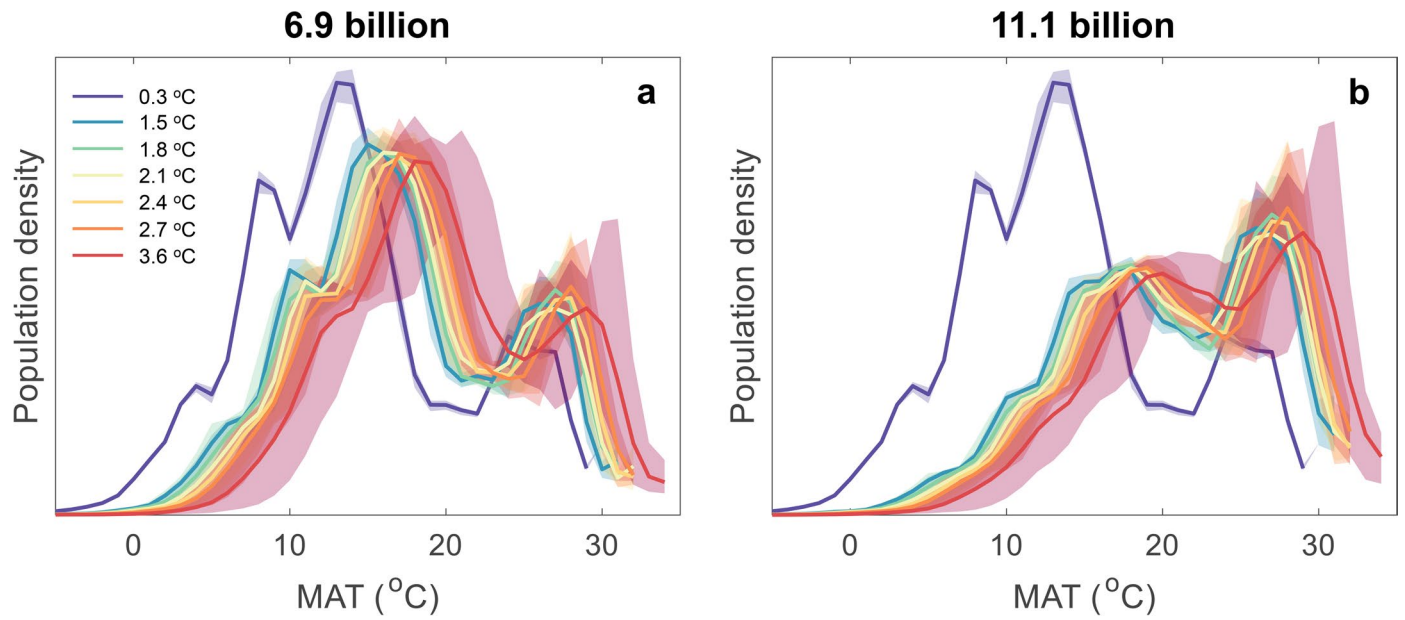 6.9 billion
11.1 billion
a
0.3 °C
1.5 °C
1.8 °C
2.1 °C
2.4 °C
2.7 °C
3.6 °C
Population density
0 10 20 30
MAT (°C)
b
Population density
0 10 20 30
MAT (°C)